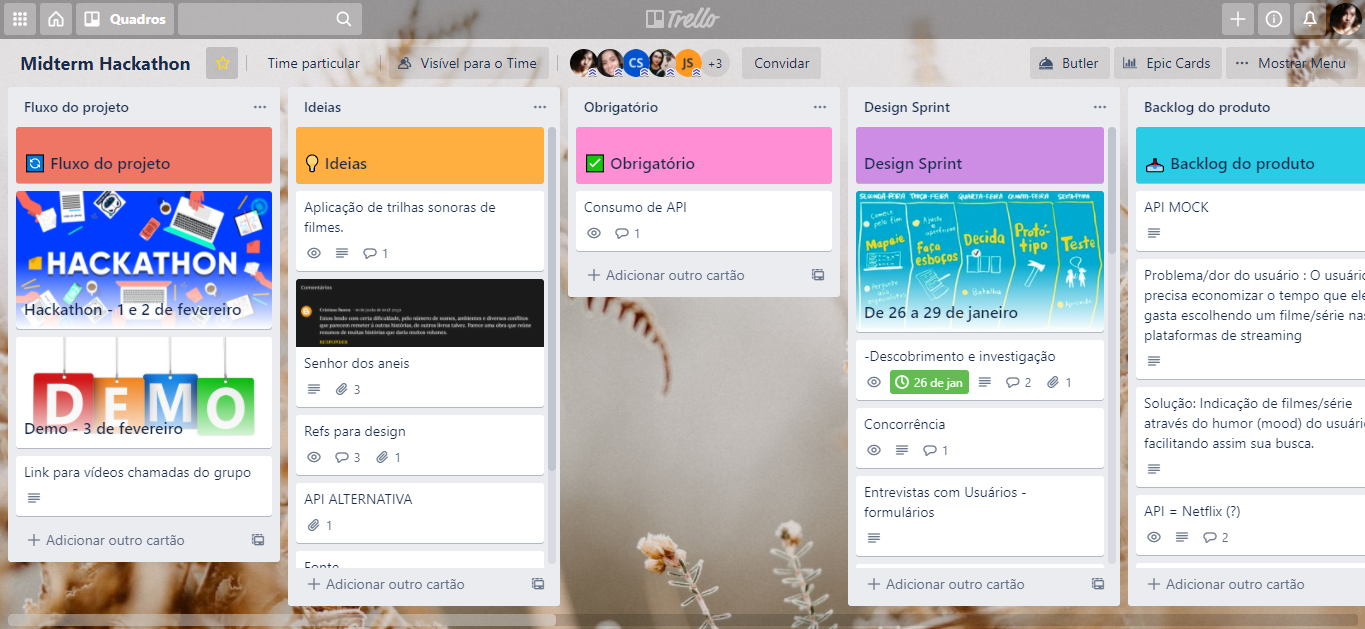 Quadros
Trello
Midterm Hackathon
Time particular
Visível para o Time
CS
JS
+3
Convidar
Butler
Epic Cards
Mostrar Menu
Fluxo do projeto
Fluxo do projeto
HACKATHON
Hackathon - 1 e 2 de fevereiro
DEMO
Demo - 3 de fevereiro
Link para vídeos chamadas do grupo
Adicionar outro cartão
Ideias
Ideias
Aplicação de trilhas sonoras de
filmes.
1
Comentários
Senhor dos aneis
3
Refs para design
3
1
API ALTERNATIVA
1
Fonte
Adicionar outro cartão
Obrigatório
Obrigatório
Consumo de API
1
Adicionar outro cartão
Design Sprint
Design Sprint
SEGUNDA-FEIRA TERÇA-FEIRA QUARTA-FEIRA QUINTA-FEIRA SEXTA-FEIRA
Mapeie
Faça
esboços
Decida
Protó-
tipo
Teste
De 26 a 29 de janeiro
-Descobrimento e investigação
26 de jan
2
1
Concorrência
1
Entrevistas com Usuários -
formulários
Adicionar outro cartão
Backlog do produto
Backlog do produto
API MOCK
Problema/dor do usuário : O usuário
precisa economizar o tempo que ele
gasta escolhendo um filme/série nas
plataformas de streaming
Solução: Indicação de filmes/série
através do humor (mood) do usuário
facilitando assim sua busca.
API = Netflix (?)
2
Adicionar outro cartão